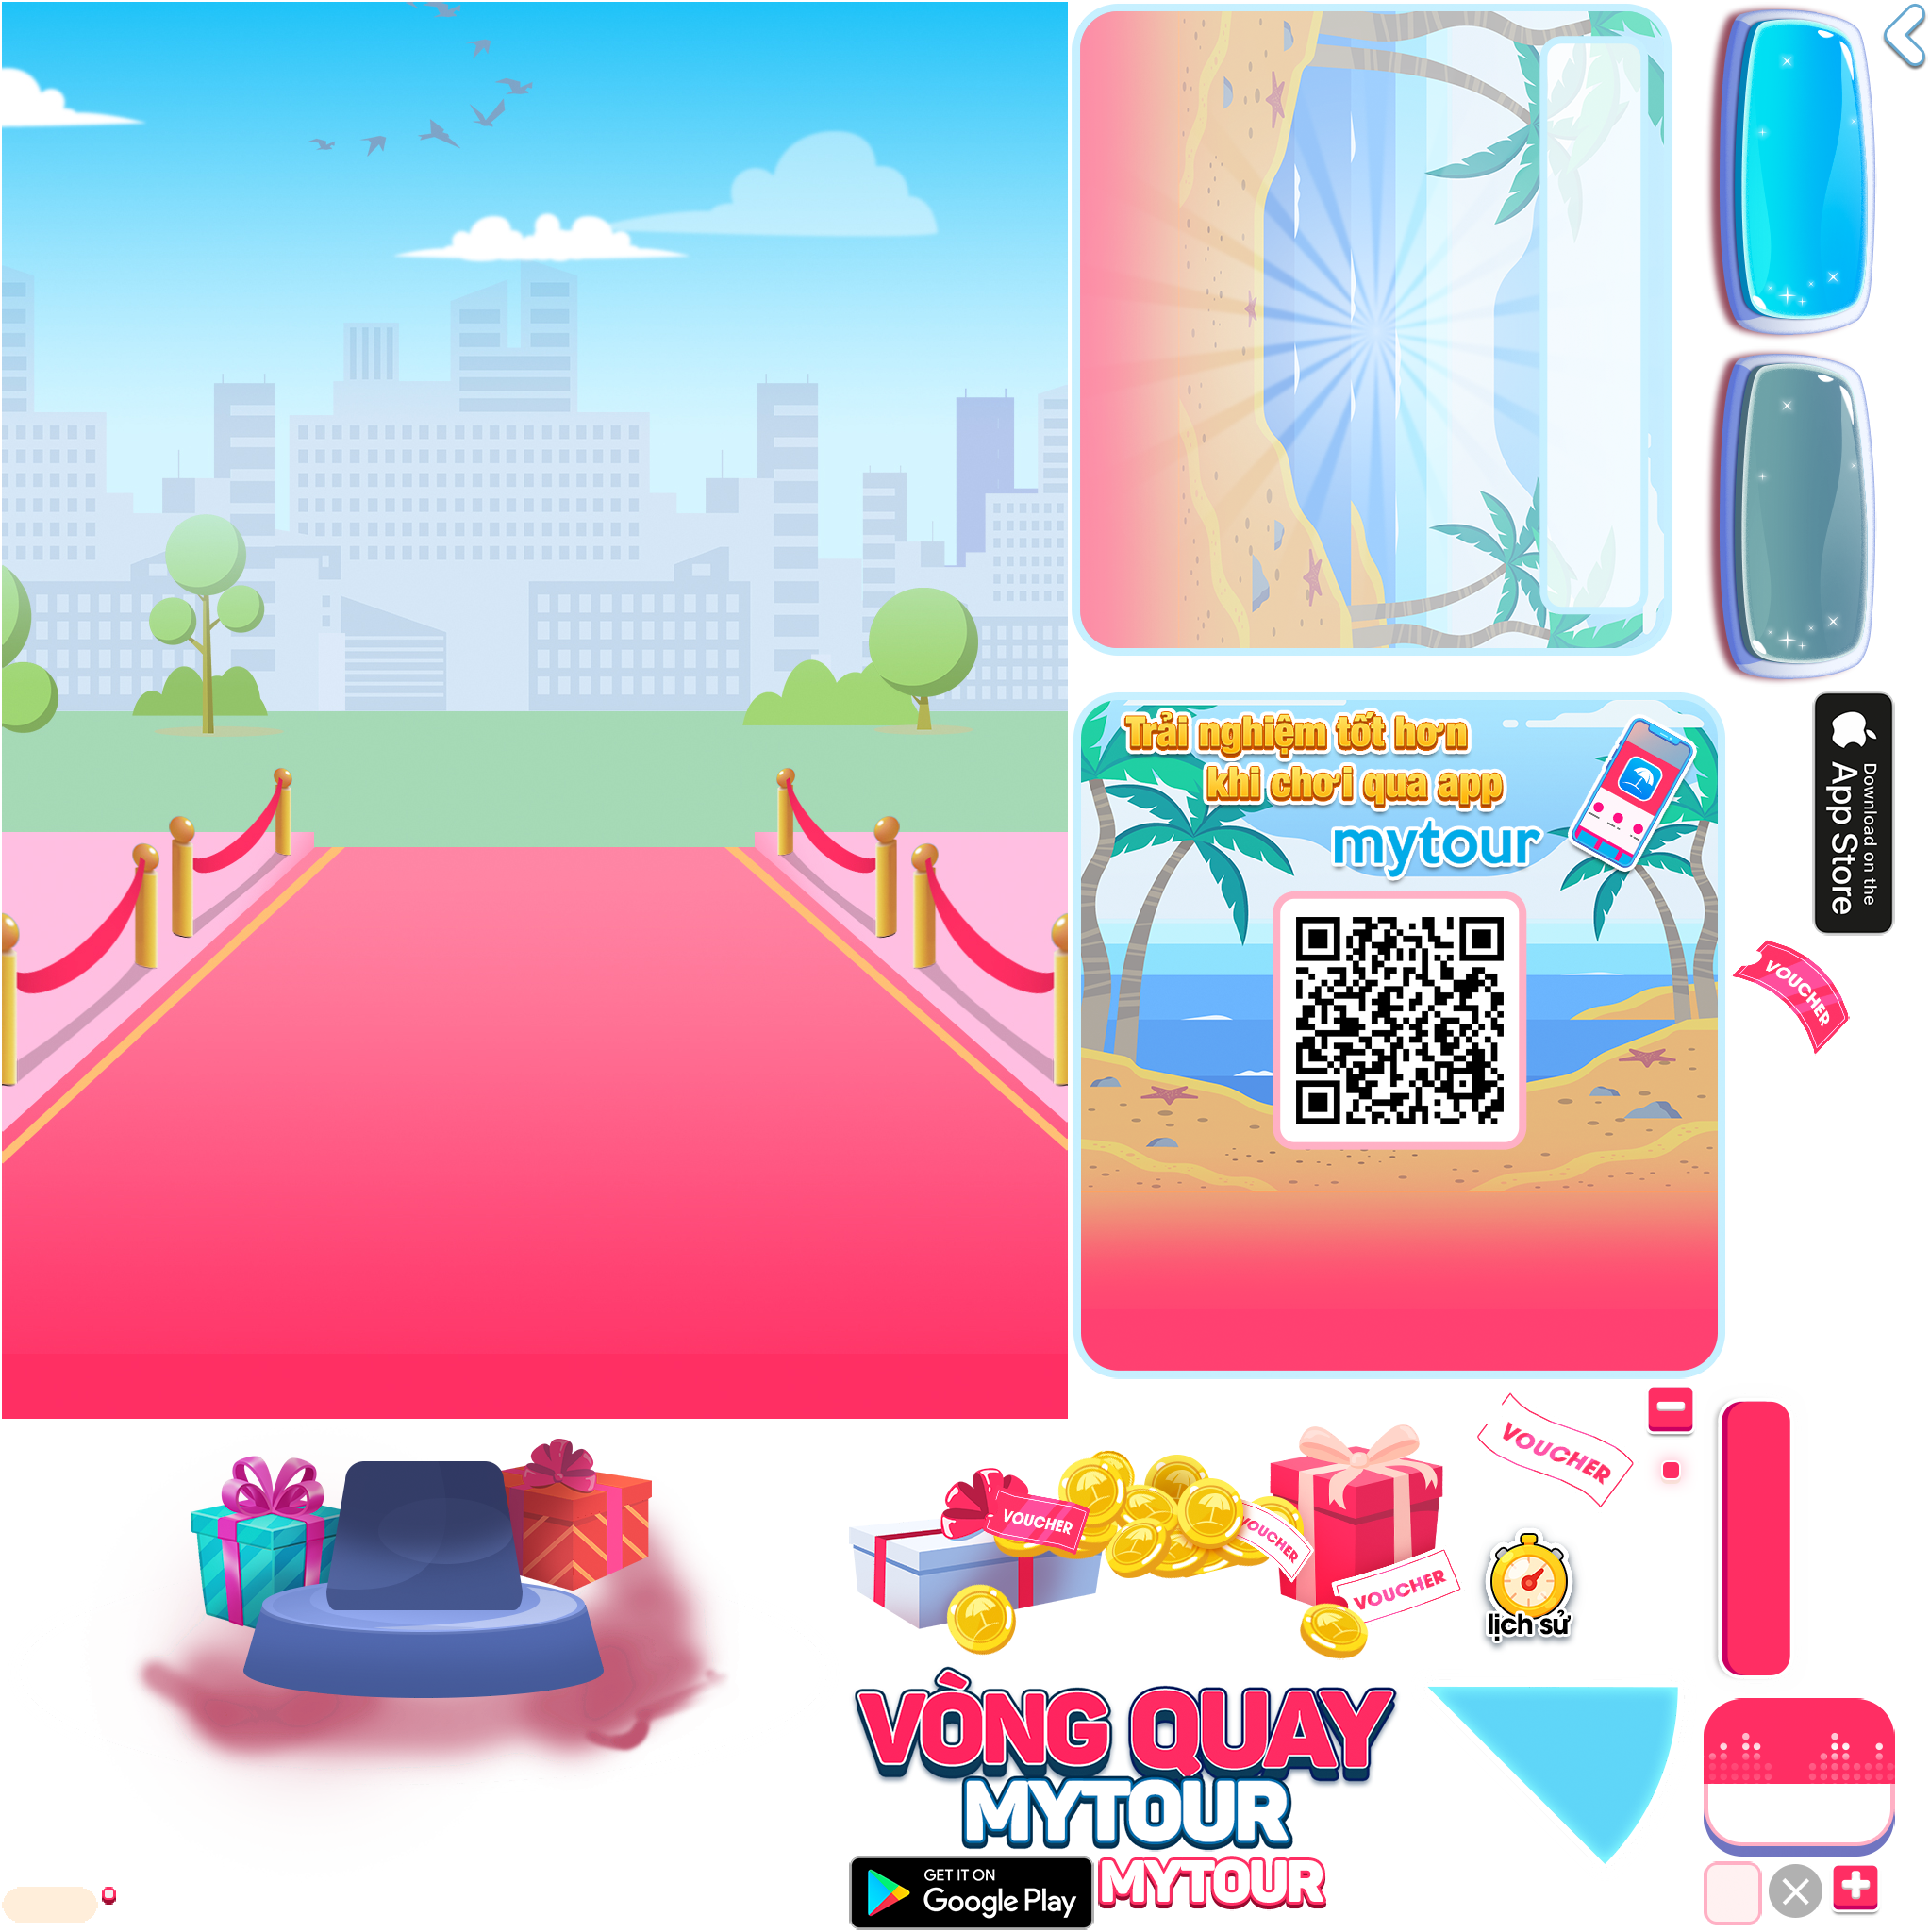 Trải nghiệm tốt hơn
khi chơi qua app
mytour
Download on the
App Store
VOUCHER
VOUCHER
VOUCHER
VOUCHER
VOUCHER
lịch sử
VÒNG QUAY
MYTOUR
GET IT ON
Google Play
MYTOUR